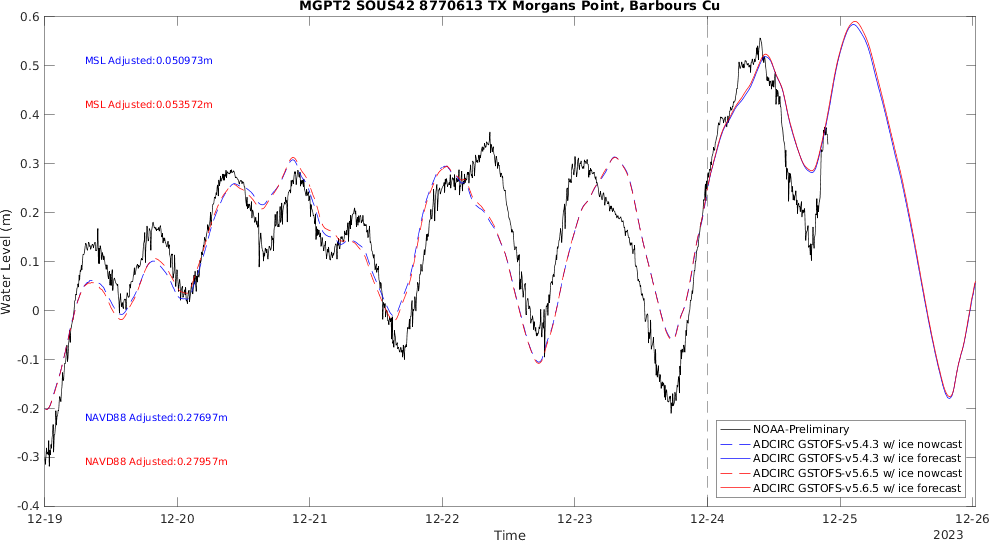 MGPT2 SOUS42 8770613 TX Morgans Point, Barbours Cu
0.6
0.5
0.4
0.3
0.2
0.1
0
-0.1
-0.2
-0.3
-0.4
Water Level (m)
MSL Adjusted:0.050973m
MSL Adjusted:0.053572m
NAVD88 Adjusted:0.27697m
NAVD88 Adjusted:0.27957m
NOAA-Preliminary
ADCIRC GSTOFS-v5.4.3 w/ ice nowcast
ADCIRC GSTOFS-v5.4.3 w/ ice forecast
ADCIRC GSTOFS-v5.6.5 w/ ice nowcast
ADCIRC GSTOFS-v5.6.5 w/ ice forecast
12-19 12-20 12-21 12-22 12-23 12-24 12-25 12-26
Time
2023